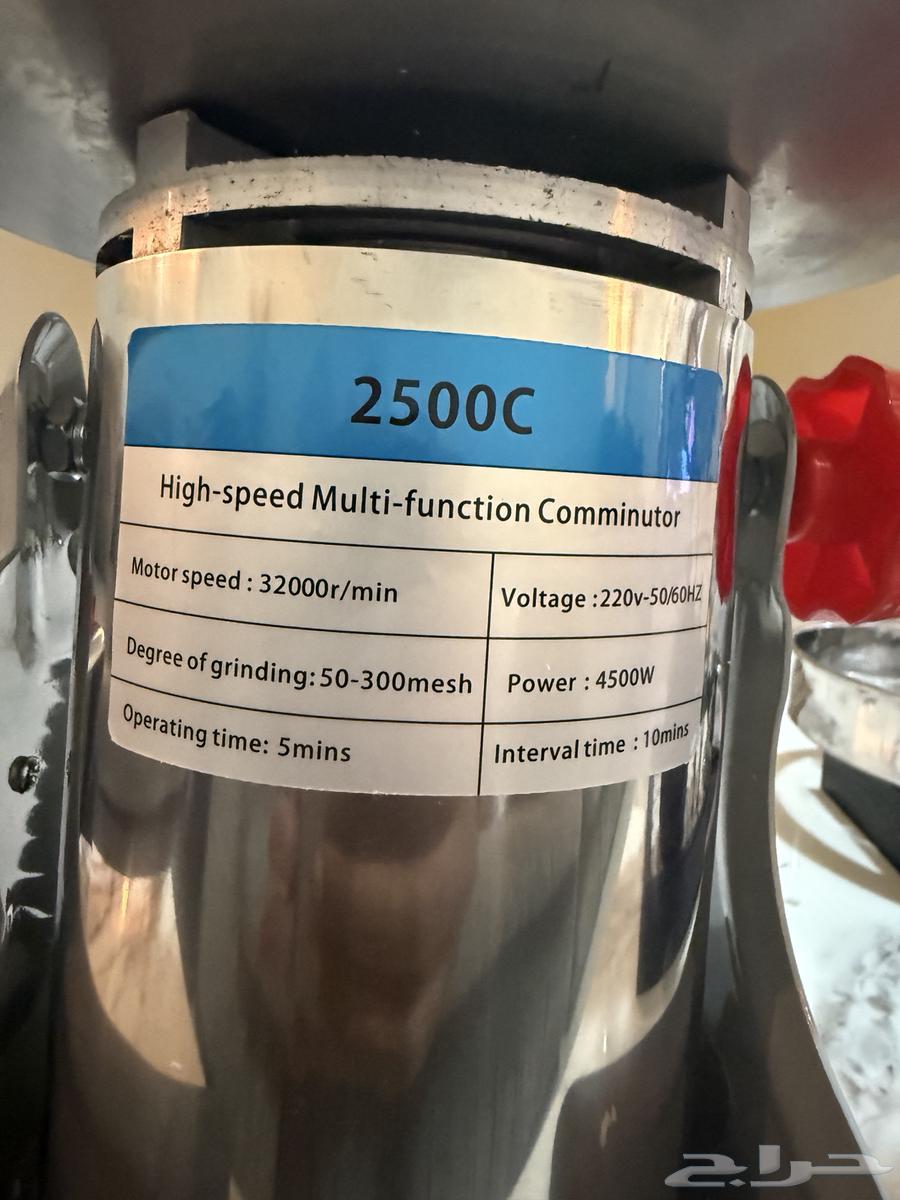 2500C
High-speed Multi-function Comminutor
Motor speed : 32000r/min
Voltage :220v-50/60HZ
Degree of grinding:50-300mesh
Power : 4500W
Operating time: 5mins
Interval time : 10mins
حراج